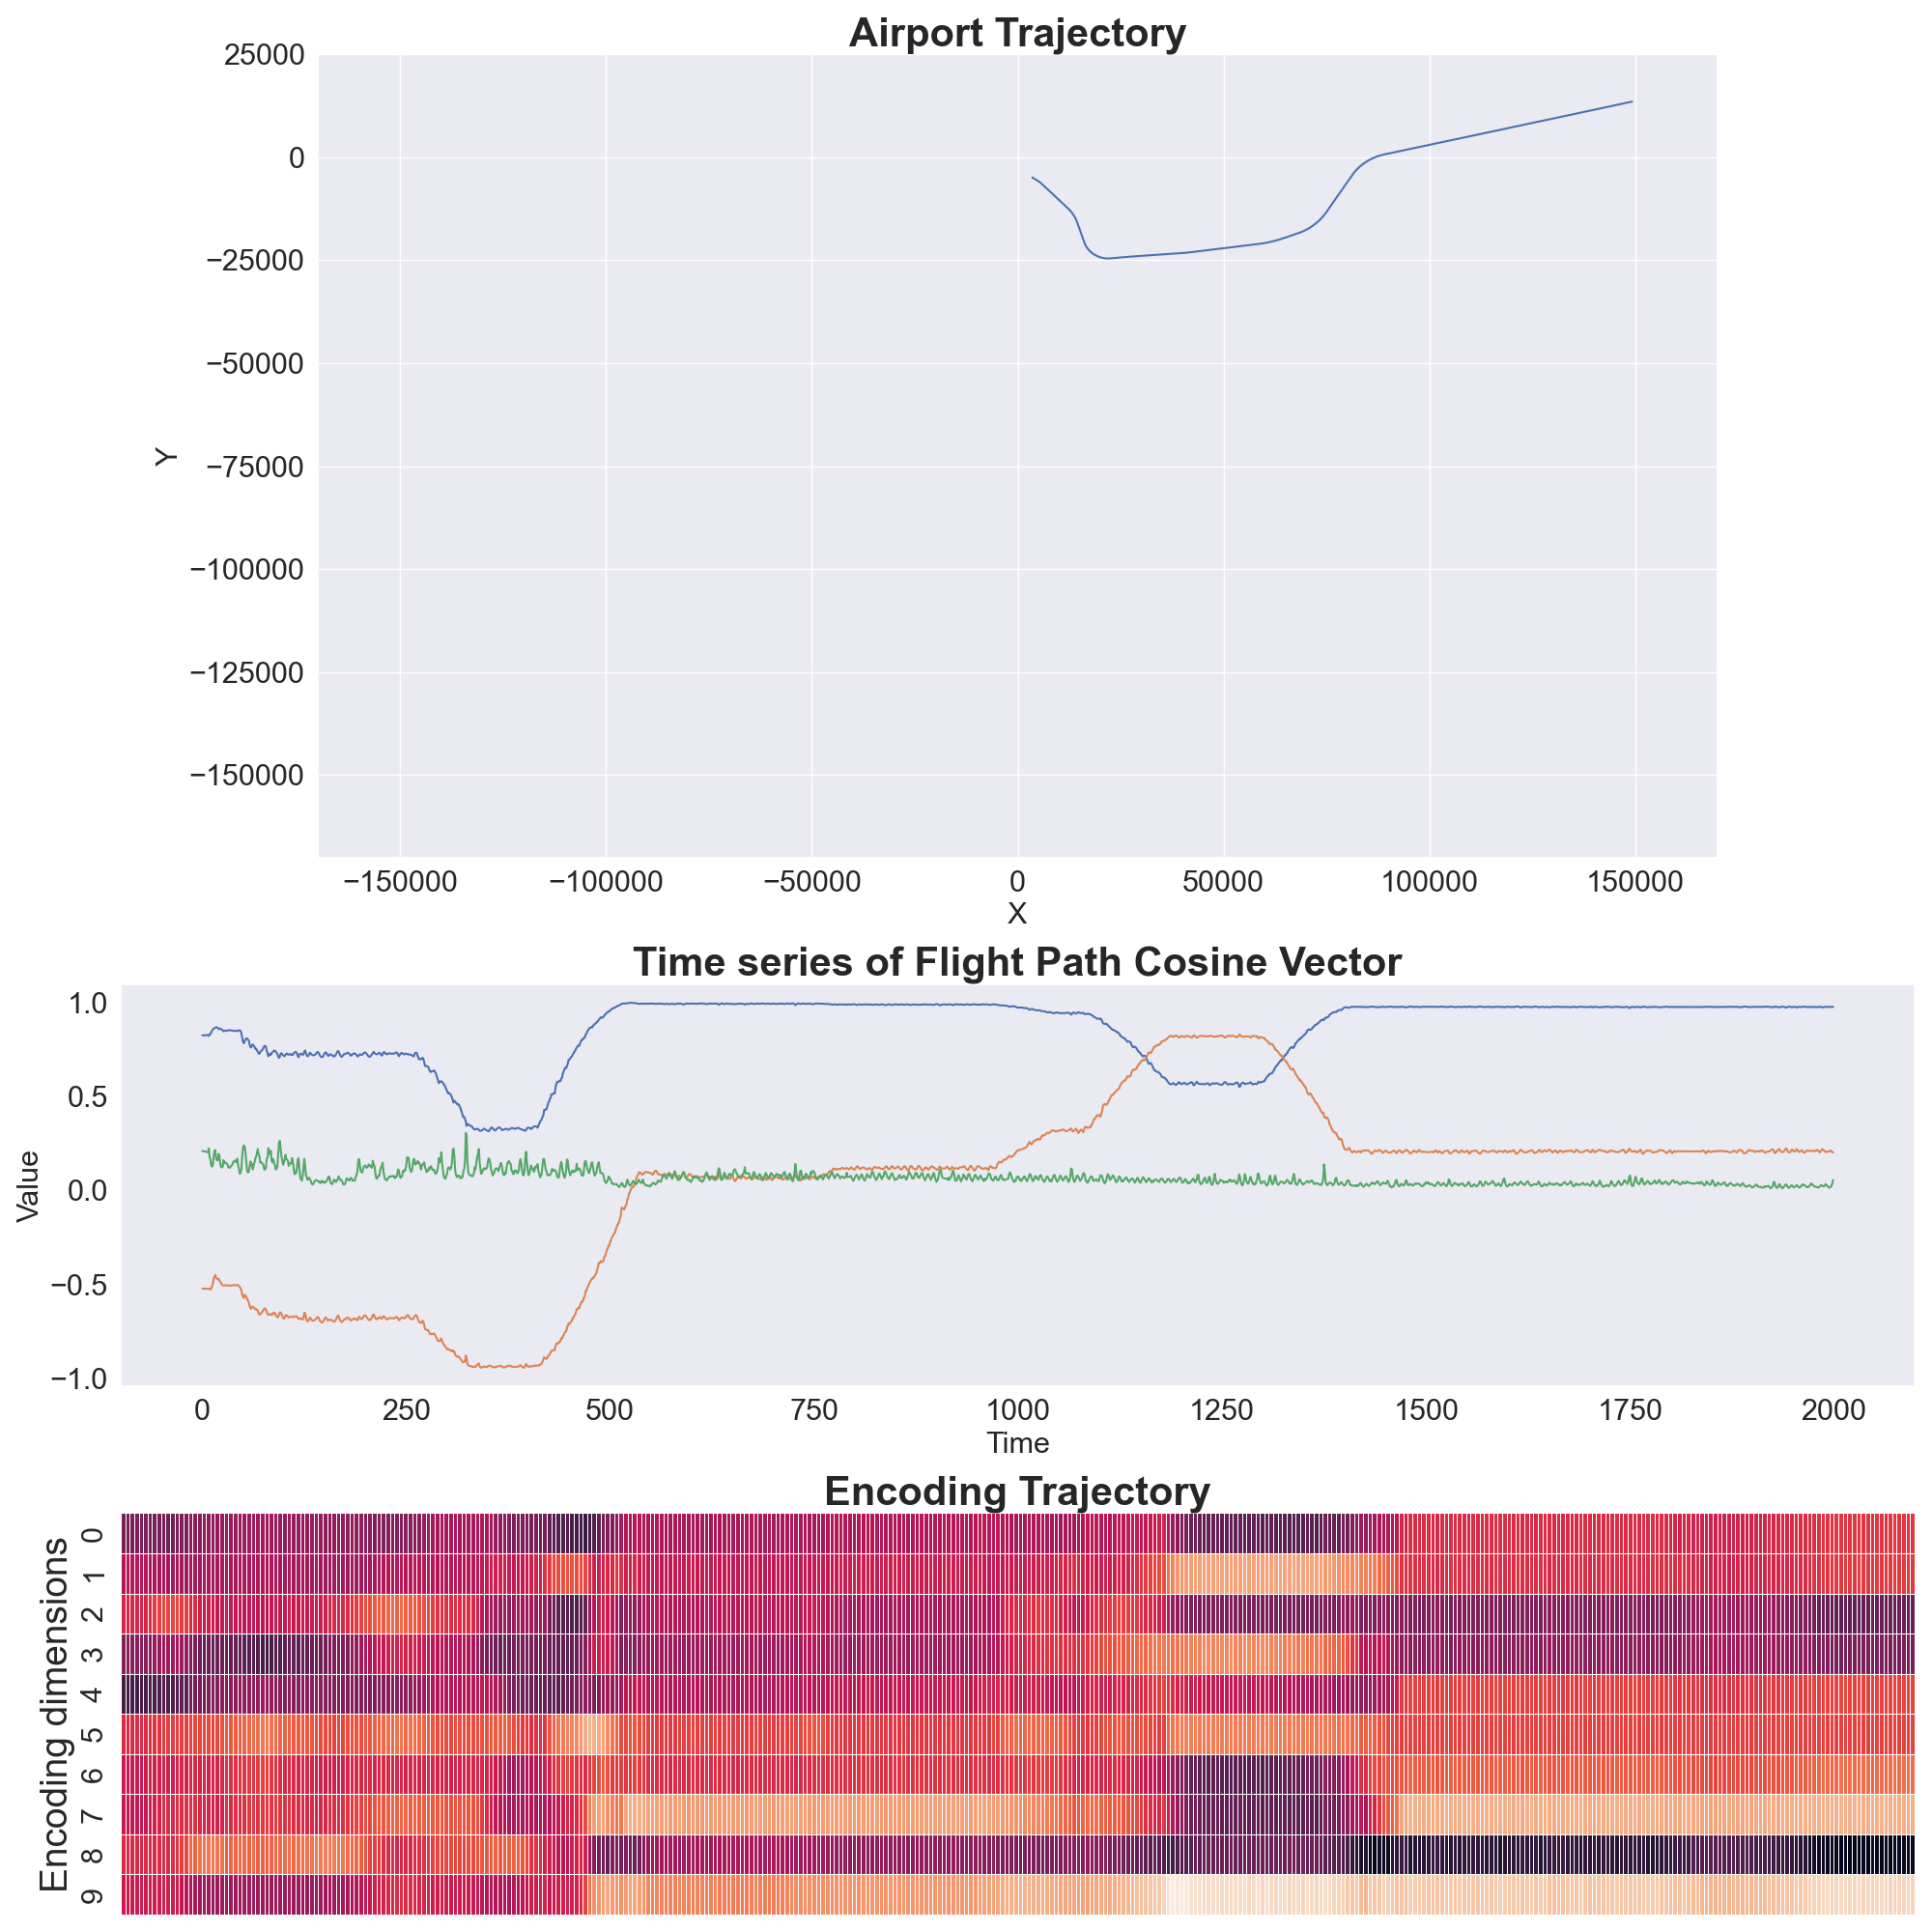 Airport Trajectory
25000
0
−25000
−50000
−75000
−100000
−125000
−150000
Y
−150000 −100000 −50000 0 50000 100000 150000
X
Time series of Flight Path Cosine Vector
1.0
0.5
0.0
−0.5
−1.0
Value
0 250 500 750 1000 1250 1500 1750 2000
Time
Encoding Trajectory
0
1
2
3
4
5
6
7
8
9
Encoding dimensions